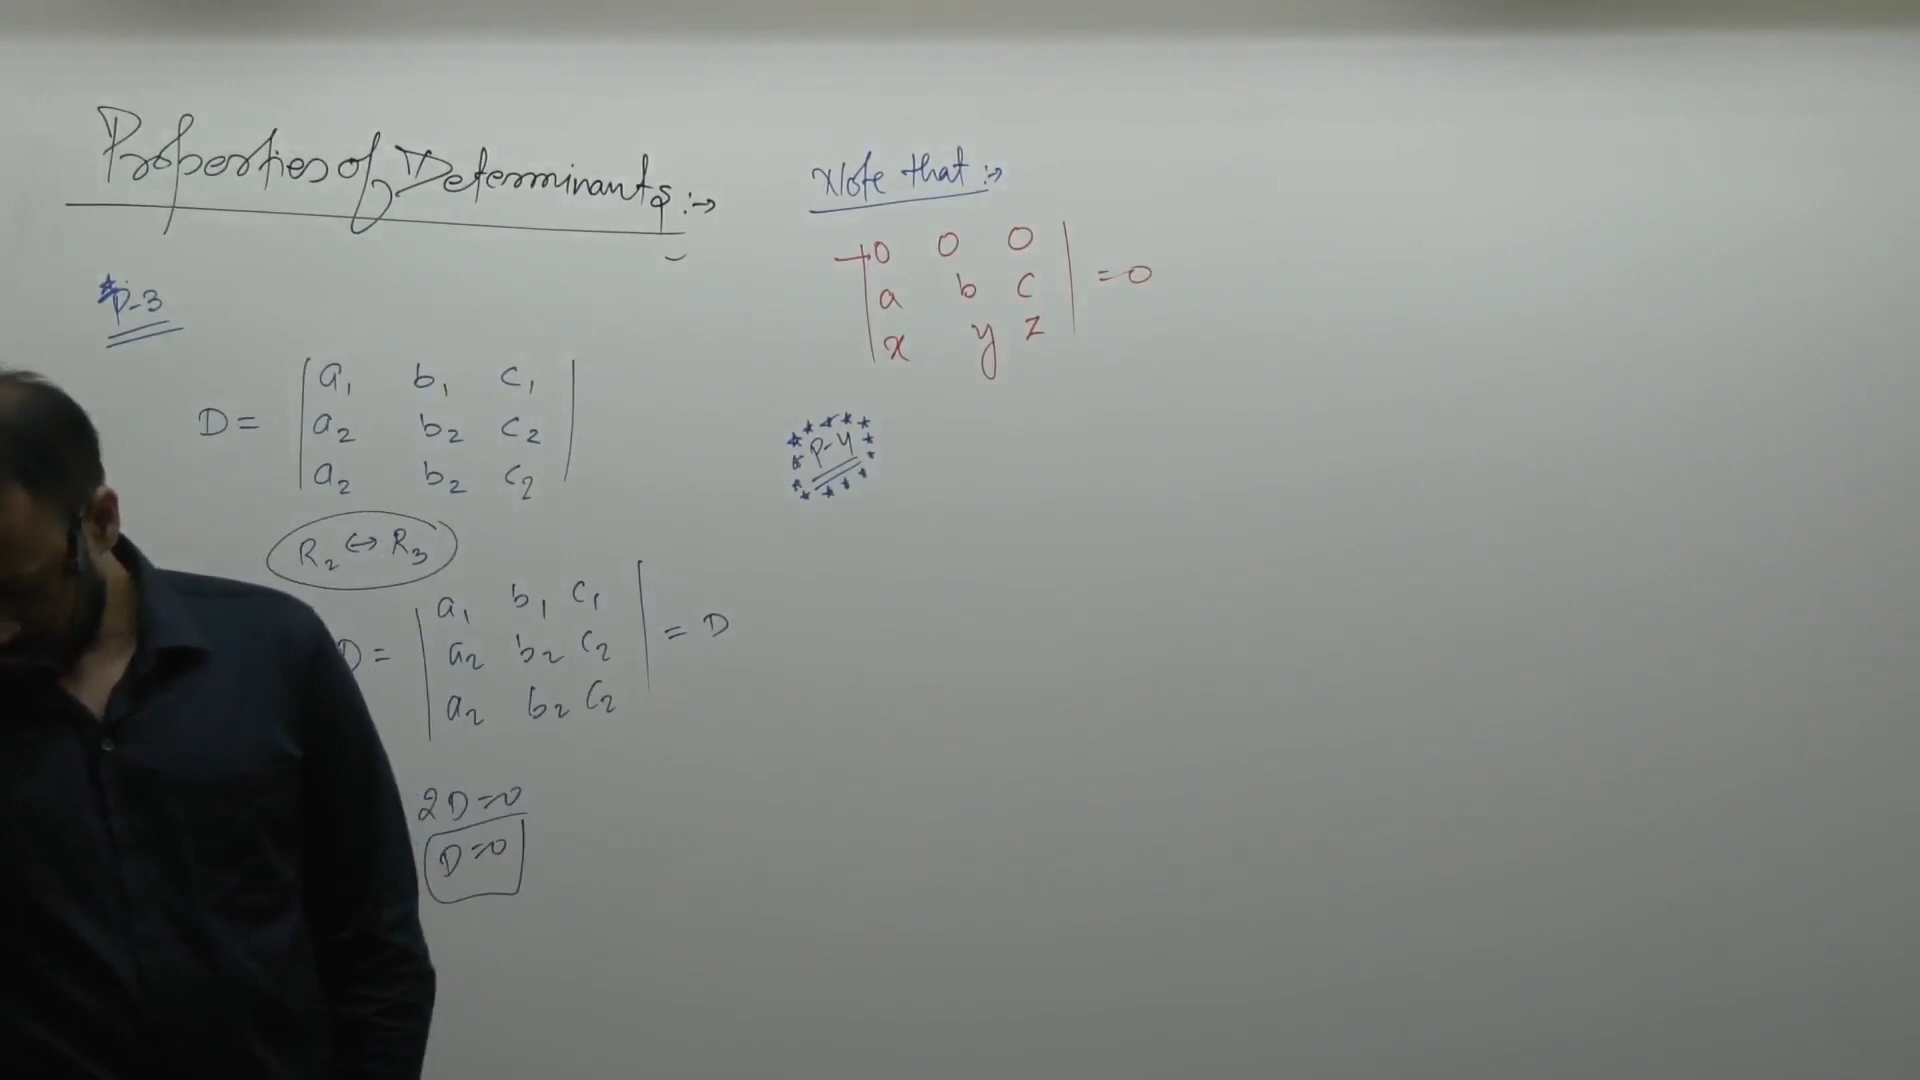 Properties of Determinants :→
P-3
D = | a₁ b₁ c₁ |
| a₂ b₂ c₂ |
| a₂ b₂ c₂ |
R₂ ↔ R₃
D = | a₁ b₁ c₁ | = D
| a₂ b₂ c₂ |
| a₂ b₂ c₂ |
2D=0
D=0
Note that :→
| 0 0 0 | = 0
| a b c |
| x y z |
P-4